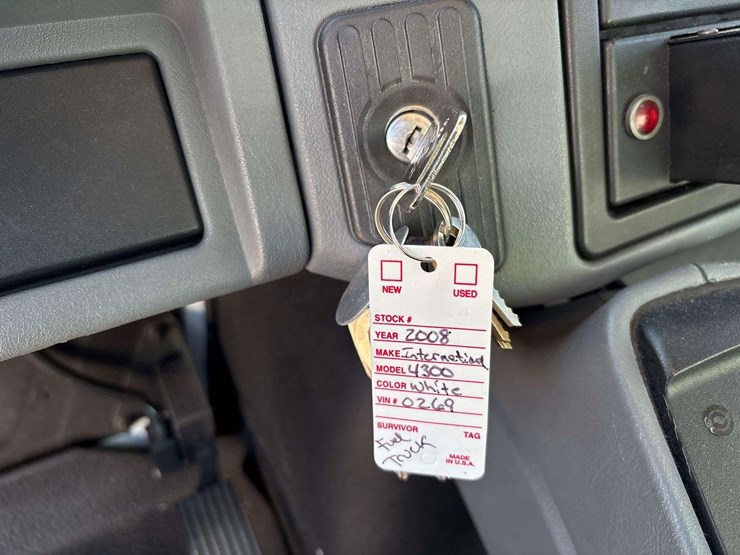 NEW USED
STOCK #
YEAR 2008
MAKE International
MODEL 4300
COLOR White
VIN # 0269
SURVIVOR TAG
Fuel
Truck
MADE
IN U.S.A.